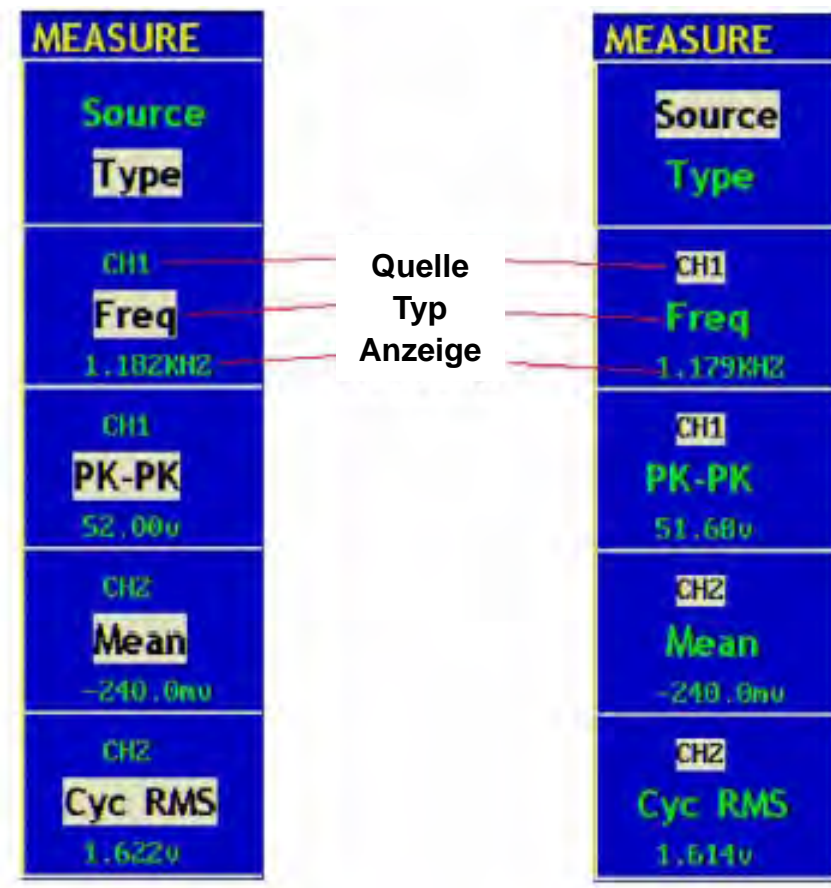 MEASURE
Source
Type
CH1
Freq
1.182KHZ
CH1
PK-PK
52.00v
CH2
Mean
-240.0mv
CH2
Cyc RMS
1.622v
Quelle
Typ
Anzeige
MEASURE
Source
Type
CH1
Freq
1.179KHZ
CH1
PK-PK
51.68v
CH2
Mean
-240.0mv
CH2
Cyc RMS
1.614v